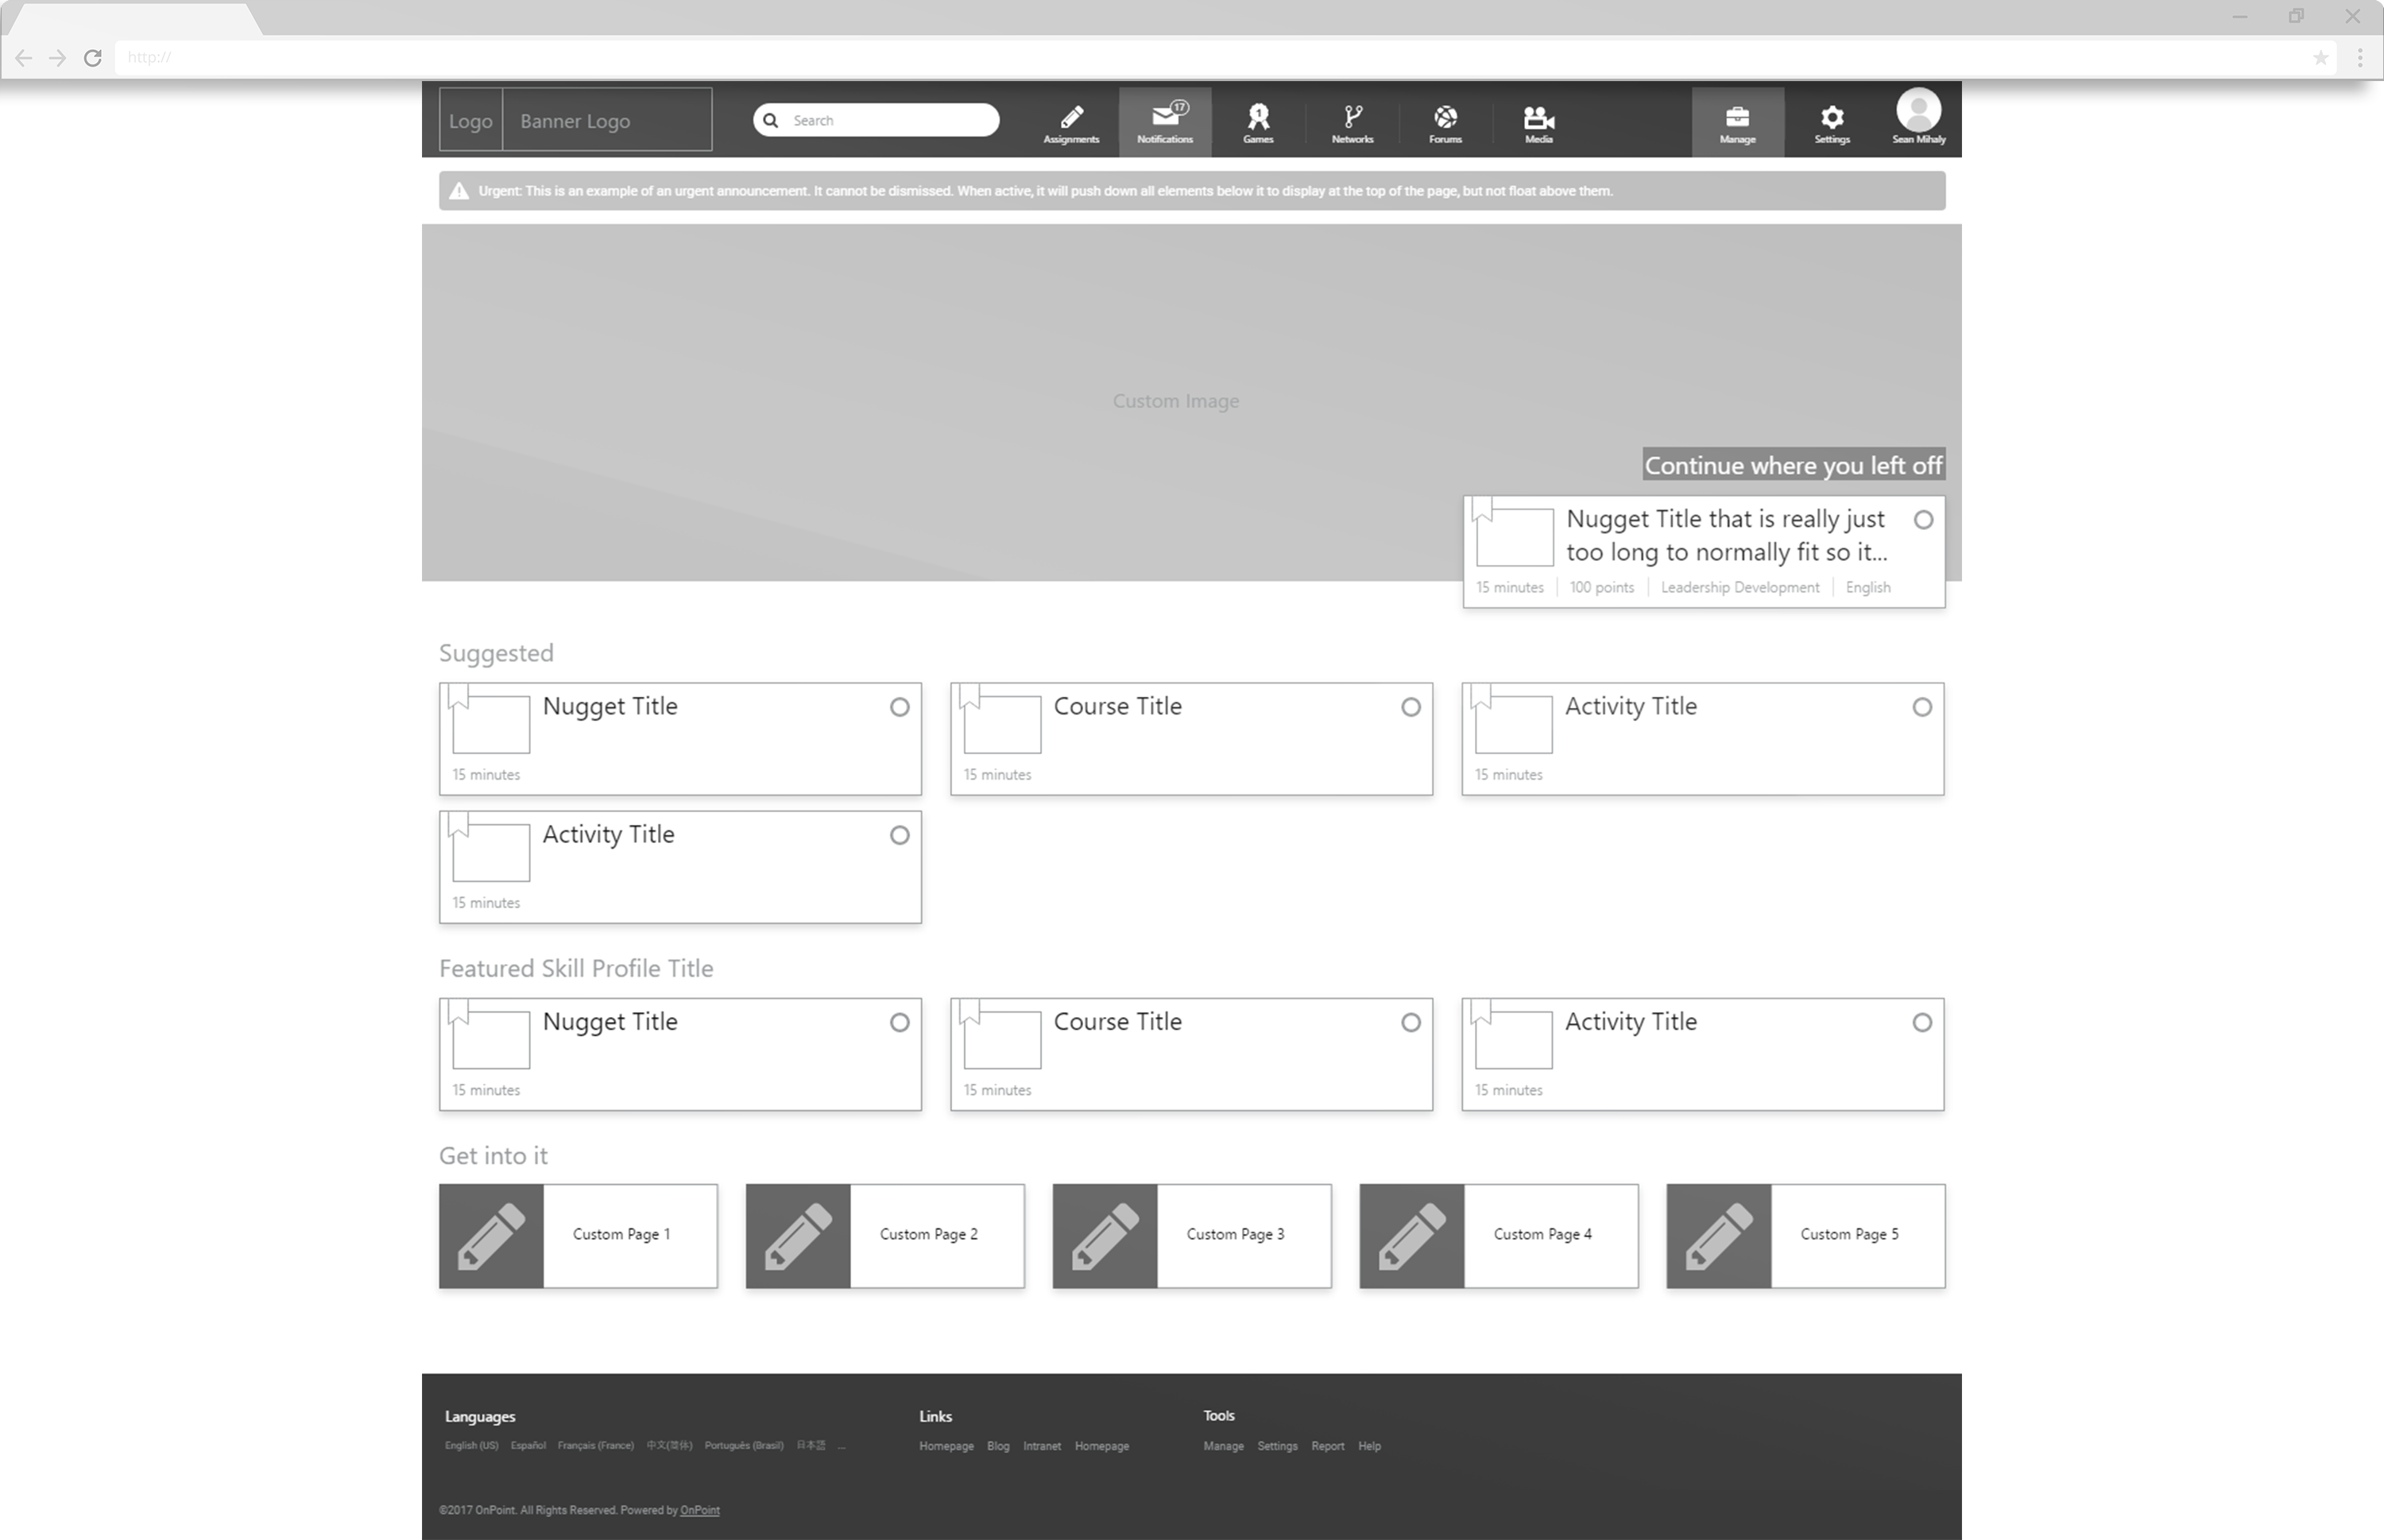 http://
Logo
Banner Logo
Search
Assignments
17
Notifications
1
Games
Networks
Forums
Media
Manage
Settings
Sean Mihaly
Urgent: This is an example of an urgent announcement. It cannot be dismissed. When active, it will push down all elements below it to display at the top of the page, but not float above them.
Custom Image
Continue where you left off
Nugget Title that is really just
too long to normally fit so it...
15 minutes 100 points Leadership Development English
Suggested
Nugget Title
15 minutes
Course Title
15 minutes
Activity Title
15 minutes
Activity Title
15 minutes
Featured Skill Profile Title
Nugget Title
15 minutes
Course Title
15 minutes
Activity Title
15 minutes
Get into it
Custom Page 1
Custom Page 2
Custom Page 3
Custom Page 4
Custom Page 5
Languages
English (US) Español Français (France) 中文(简体) Português (Brasil) 日本語 ...
Links
Homepage Blog Intranet Homepage
Tools
Manage Settings Report Help
©2017 OnPoint. All Rights Reserved. Powered by OnPoint